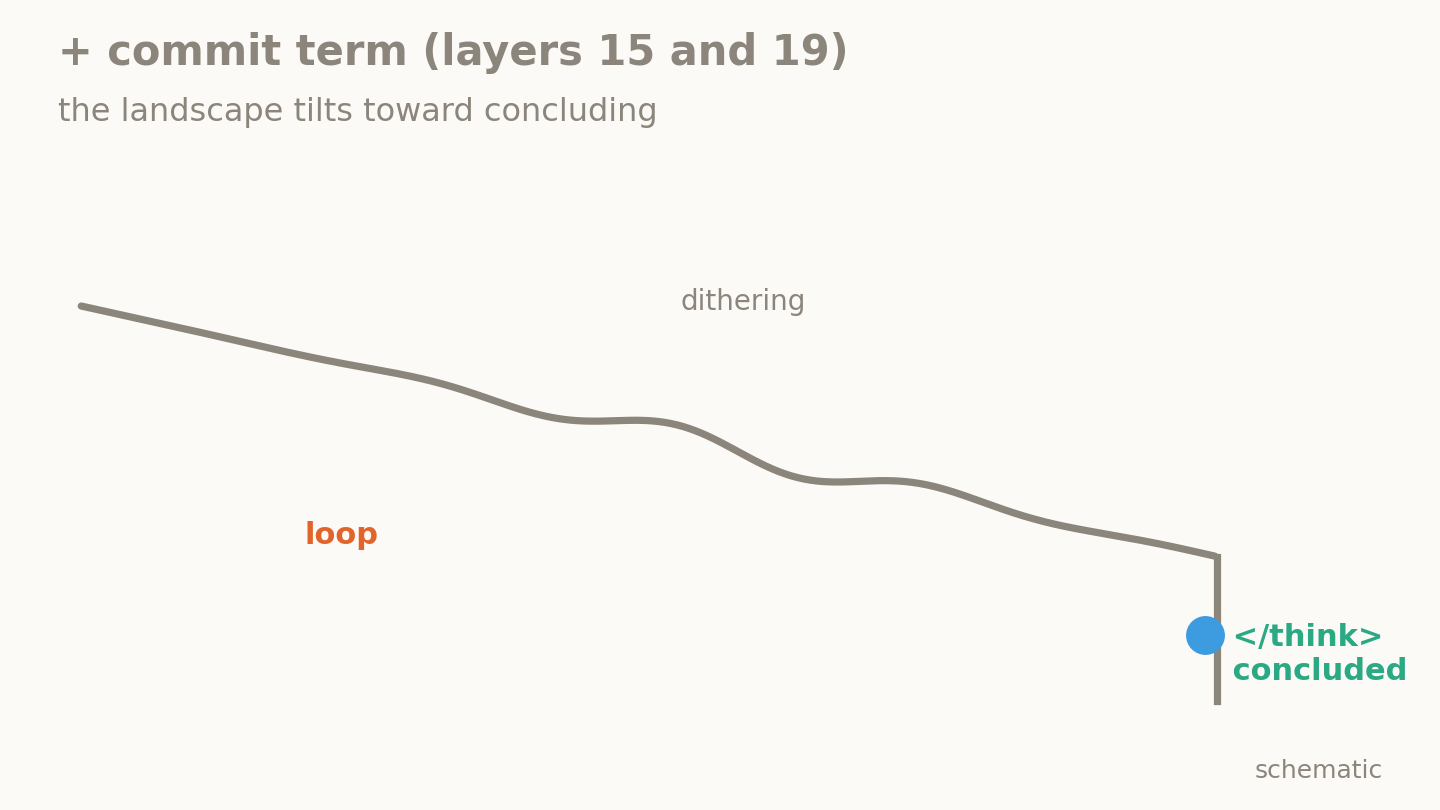 + commit term (layers 15 and 19)
the landscape tilts toward concluding
dithering
loop
</think>
concluded
schematic